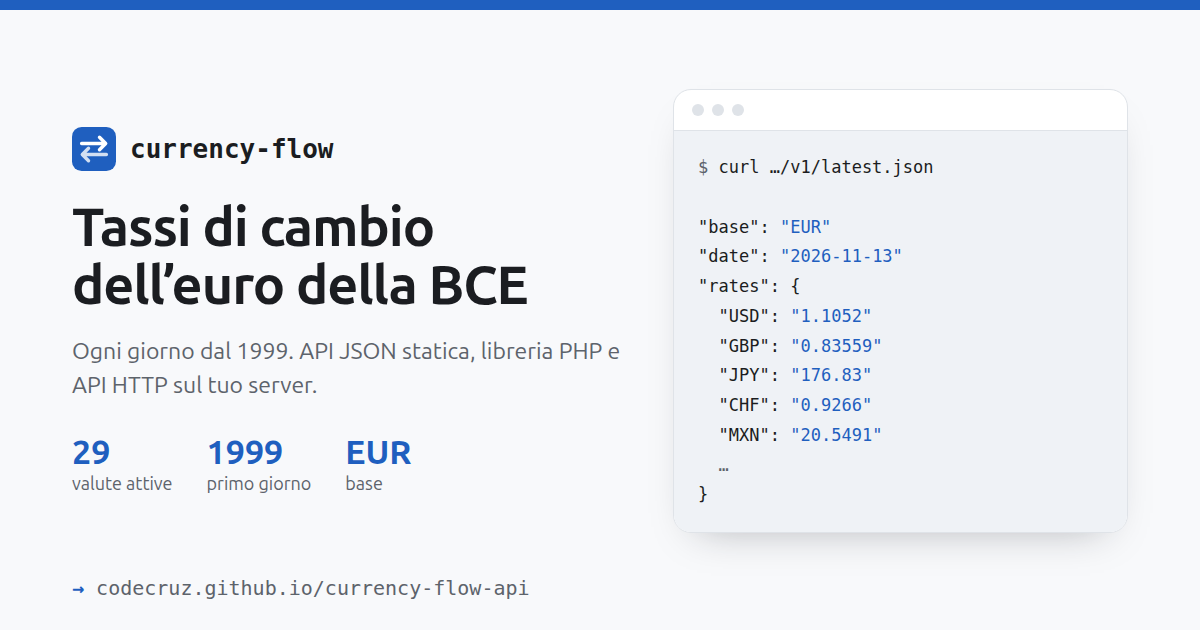 currency-flow
Tassi di cambio
dell’euro della BCE
Ogni giorno dal 1999. API JSON statica, libreria PHP e
API HTTP sul tuo server.
29
valute attive
1999
primo giorno
EUR
base
→ codecruz.github.io/currency-flow-api
$ curl …/v1/latest.json
"base": "EUR"
"date": "2026-11-13"
"rates": {
"USD": "1.1052"
"GBP": "0.83559"
"JPY": "176.83"
"CHF": "0.9266"
"MXN": "20.5491"
…
}